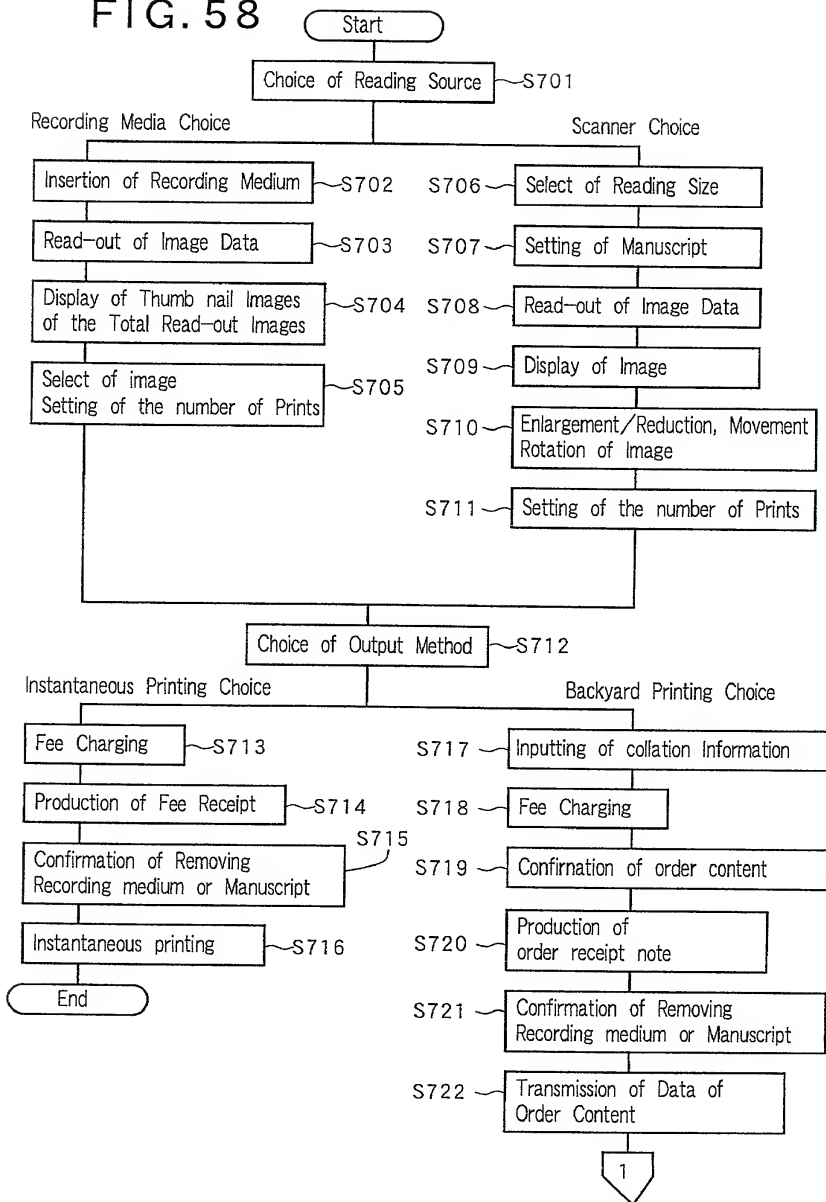 FIG. 58
Start
Choice of Reading Source
S701
Recording Media Choice
Insertion of Recording Medium
S702
Read-out of Image Data
S703
Display of Thumb nail Images
of the Total Read-out Images
S704
Select of image
Setting of the number of Prints
S705
Scanner Choice
S706
Select of Reading Size
S707
Setting of Manuscript
S708
Read-out of Image Data
S709
Display of Image
S710
Enlargement/Reduction, Movement
Rotation of Image
S711
Setting of the number of Prints
Choice of Output Method
S712
Instantaneous Printing Choice
Fee Charging
S713
Production of Fee Receipt
S714
S715
Confirmation of Removing
Recording medium or Manuscript
Instantaneous printing
S716
End
Backyard Printing Choice
S717
Inputting of collation Information
S718
Fee Charging
S719
Confirnation of order content
S720
Production of
order receipt note
S721
Confirmation of Removing
Recording medium or Manuscript
S722
Transmission of Data of
Order Content
1